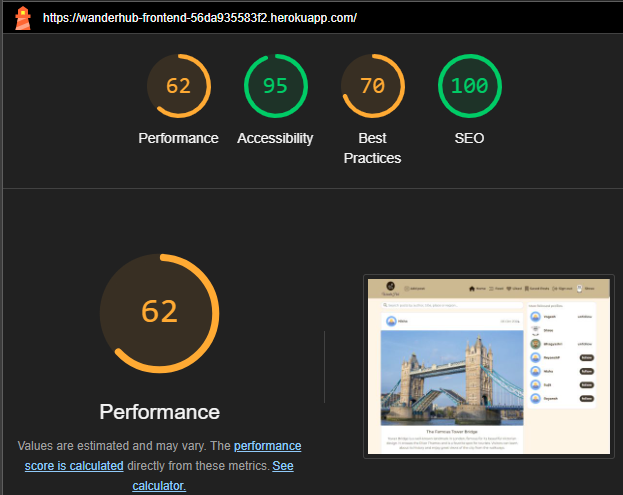 https://wanderhub-frontend-56da935583f2.herokuapp.com/
62
95
70
100
Performance
Accessibility
Best
Practices
SEO
62
Performance
Values are estimated and may vary. The performance
score is calculated directly from these metrics. See
calculator.
Home
The Famous Tower Bridge